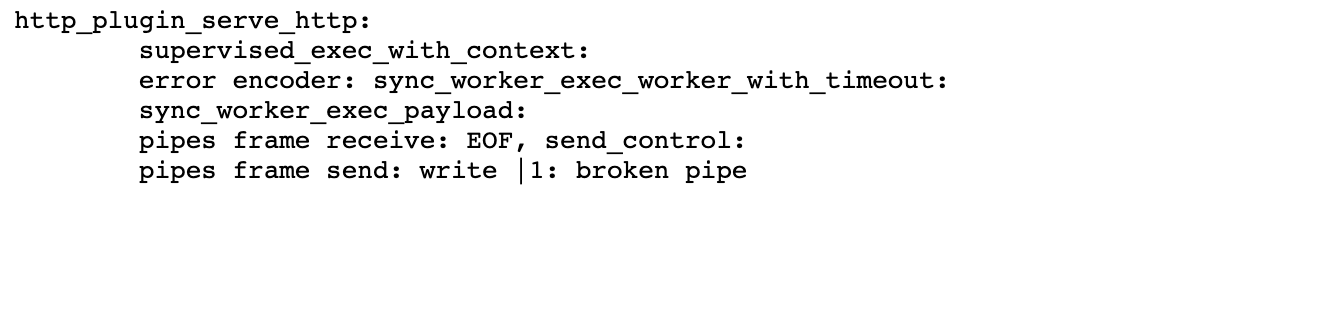 http_plugin_serve_http:
supervised_exec_with_context:
error encoder: sync_worker_exec_worker_with_timeout:
sync_worker_exec_payload:
pipes frame receive: EOF, send_control:
pipes frame send: write |1: broken pipe